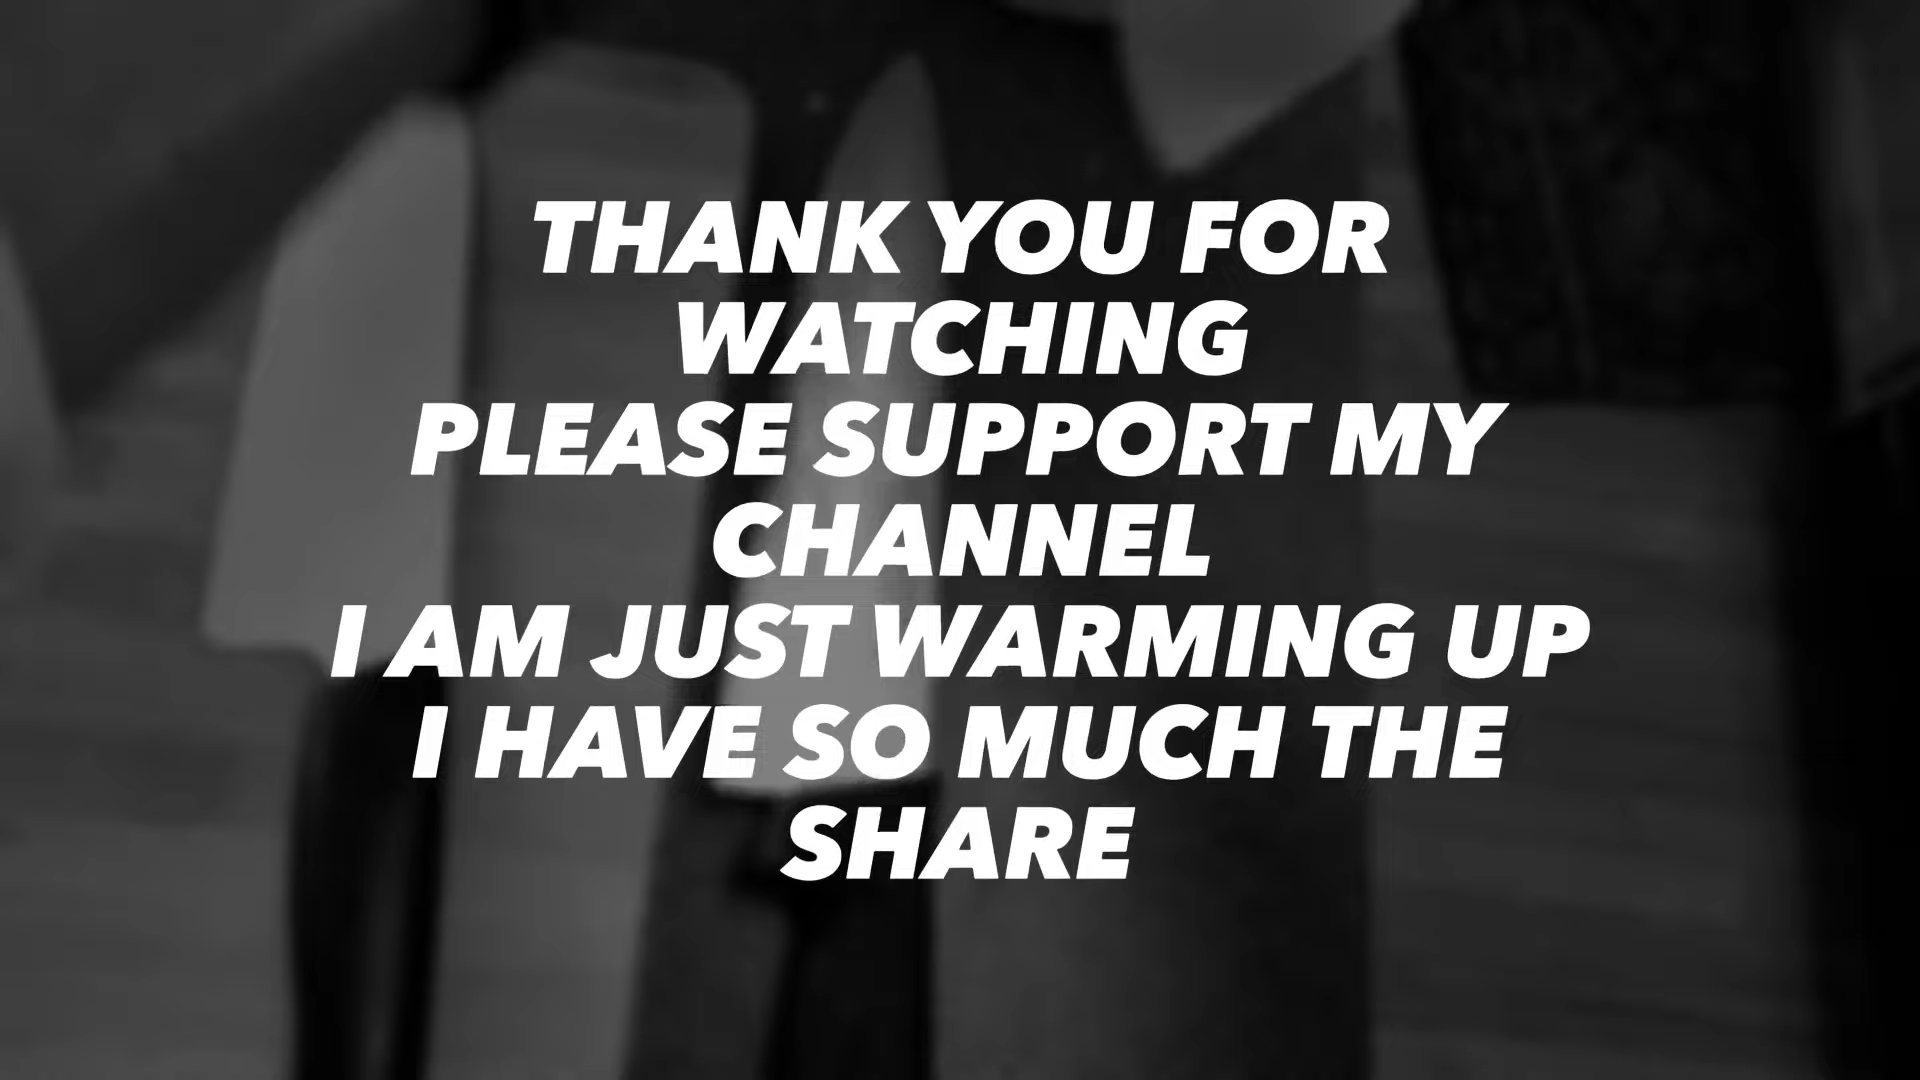 THANK YOU FOR
WATCHING
PLEASE SUPPORT MY
CHANNEL
I AM JUST WARMING UP
I HAVE SO MUCH THE
SHARE